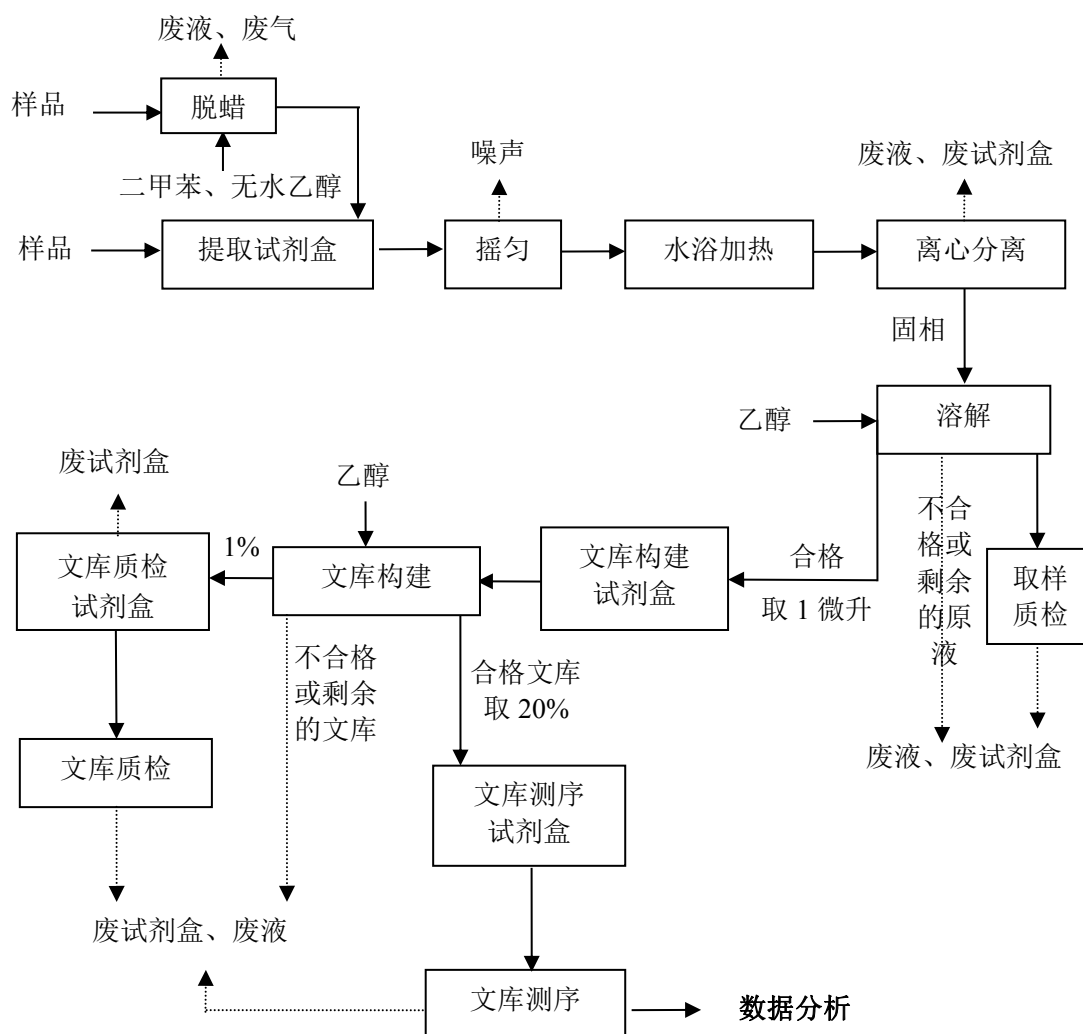 废液、废气
样品
脱蜡
二甲苯、无水乙醇
噪声
废液、废试剂盒
样品
提取试剂盒
摇匀
水浴加热
离心分离
固相
乙醇
溶解
废试剂盒
乙醇
文库质检
试剂盒
1%
文库构建
文库构建
试剂盒
合格
取 1 微升
不合
格或
剩余
的原
液
取样
质检
不合格
或剩余
的文库
合格文库
取 20%
文库质检
文库测序
试剂盒
废液、废试剂盒
废试剂盒、废液
文库测序
数据分析